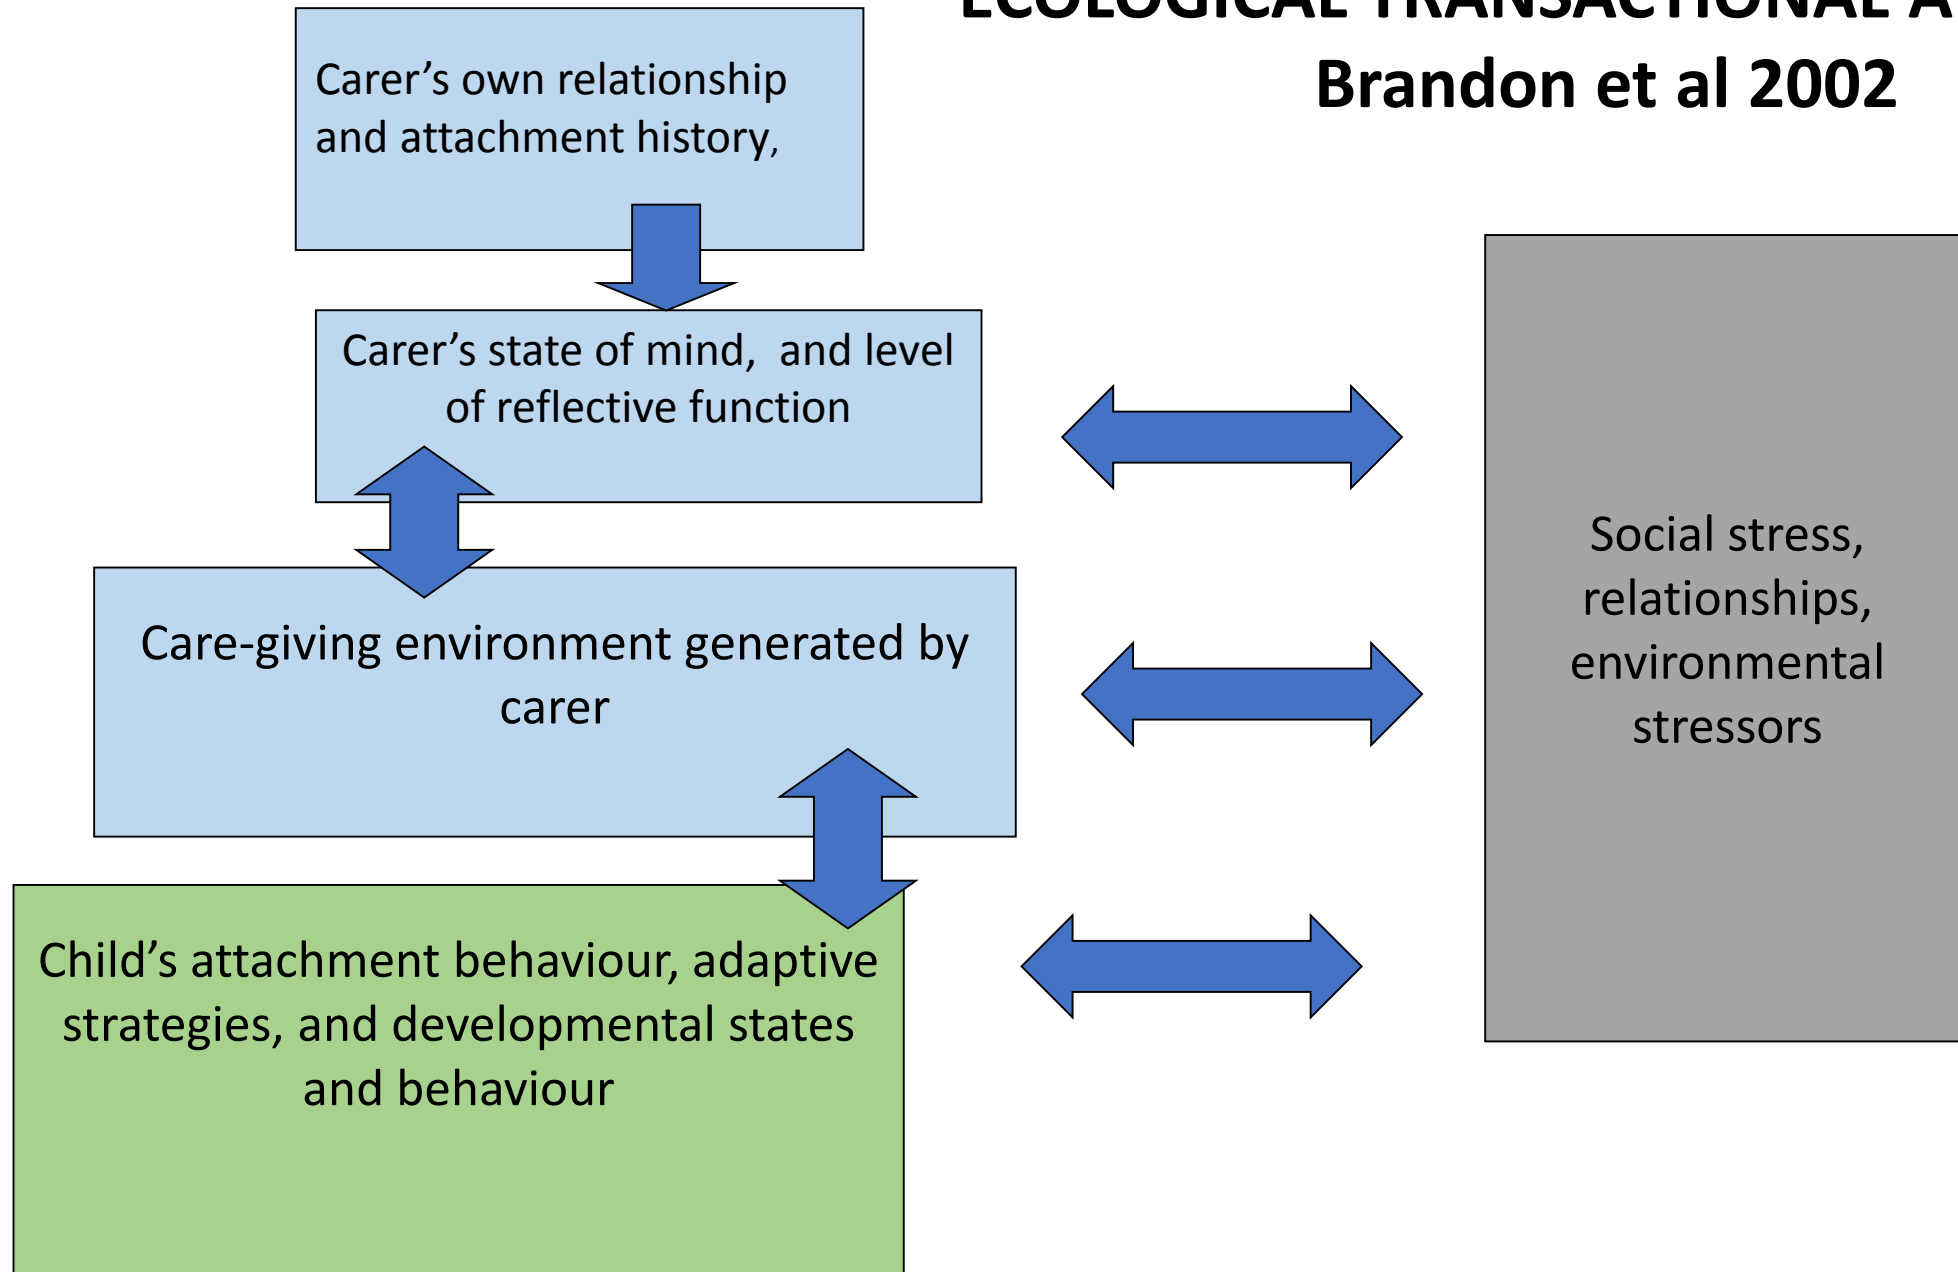 ECOLOGICAL TRANSACTIONAL
Brandon et al 2002
Carer’s own relationship
and attachment history,
Carer’s state of mind,  and level
of reflective function
Care-giving environment generated by
carer
Child’s attachment behaviour, adaptive
strategies, and developmental states
and behaviour
Social stress,
relationships,
environmental
stressors